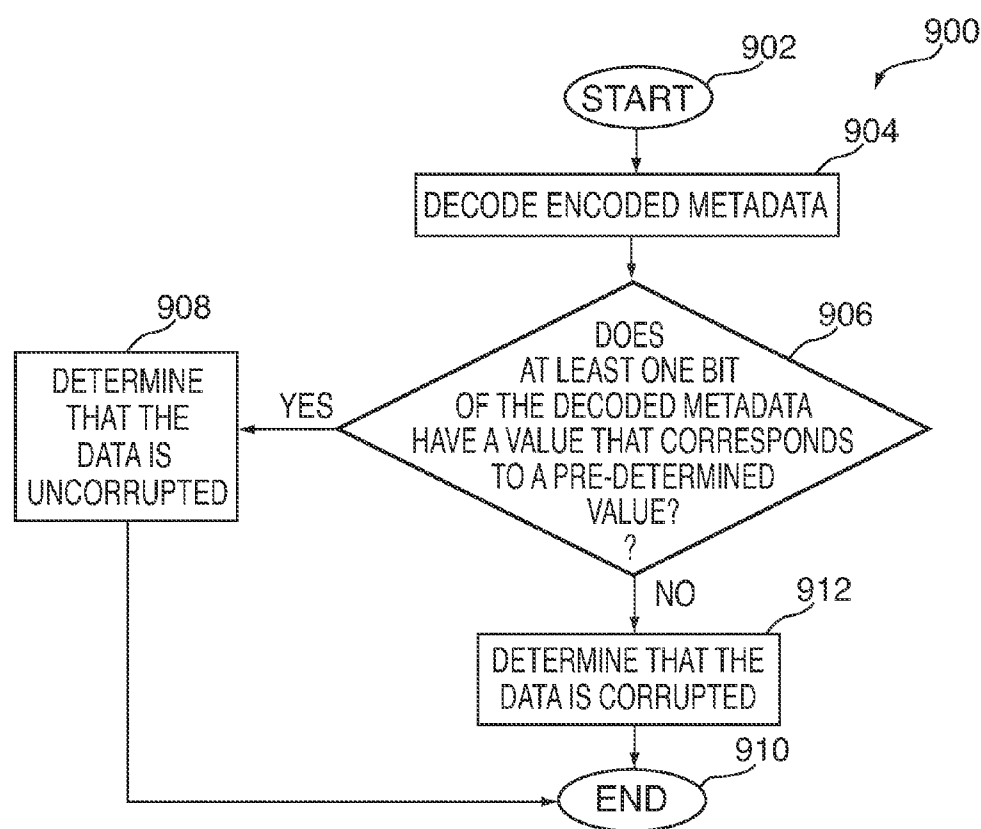 900
902
START
904
DECODE ENCODED METADATA
906
DOES
AT LEAST ONE BIT
OF THE DECODED METADATA
HAVE A VALUE THAT CORRESPONDS
TO A PRE-DETERMINED
VALUE?
?
YES
908
DETERMINE
THAT THE
DATA IS
UNCORRUPTED
NO
912
DETERMINE THAT THE
DATA IS CORRUPTED
910
END